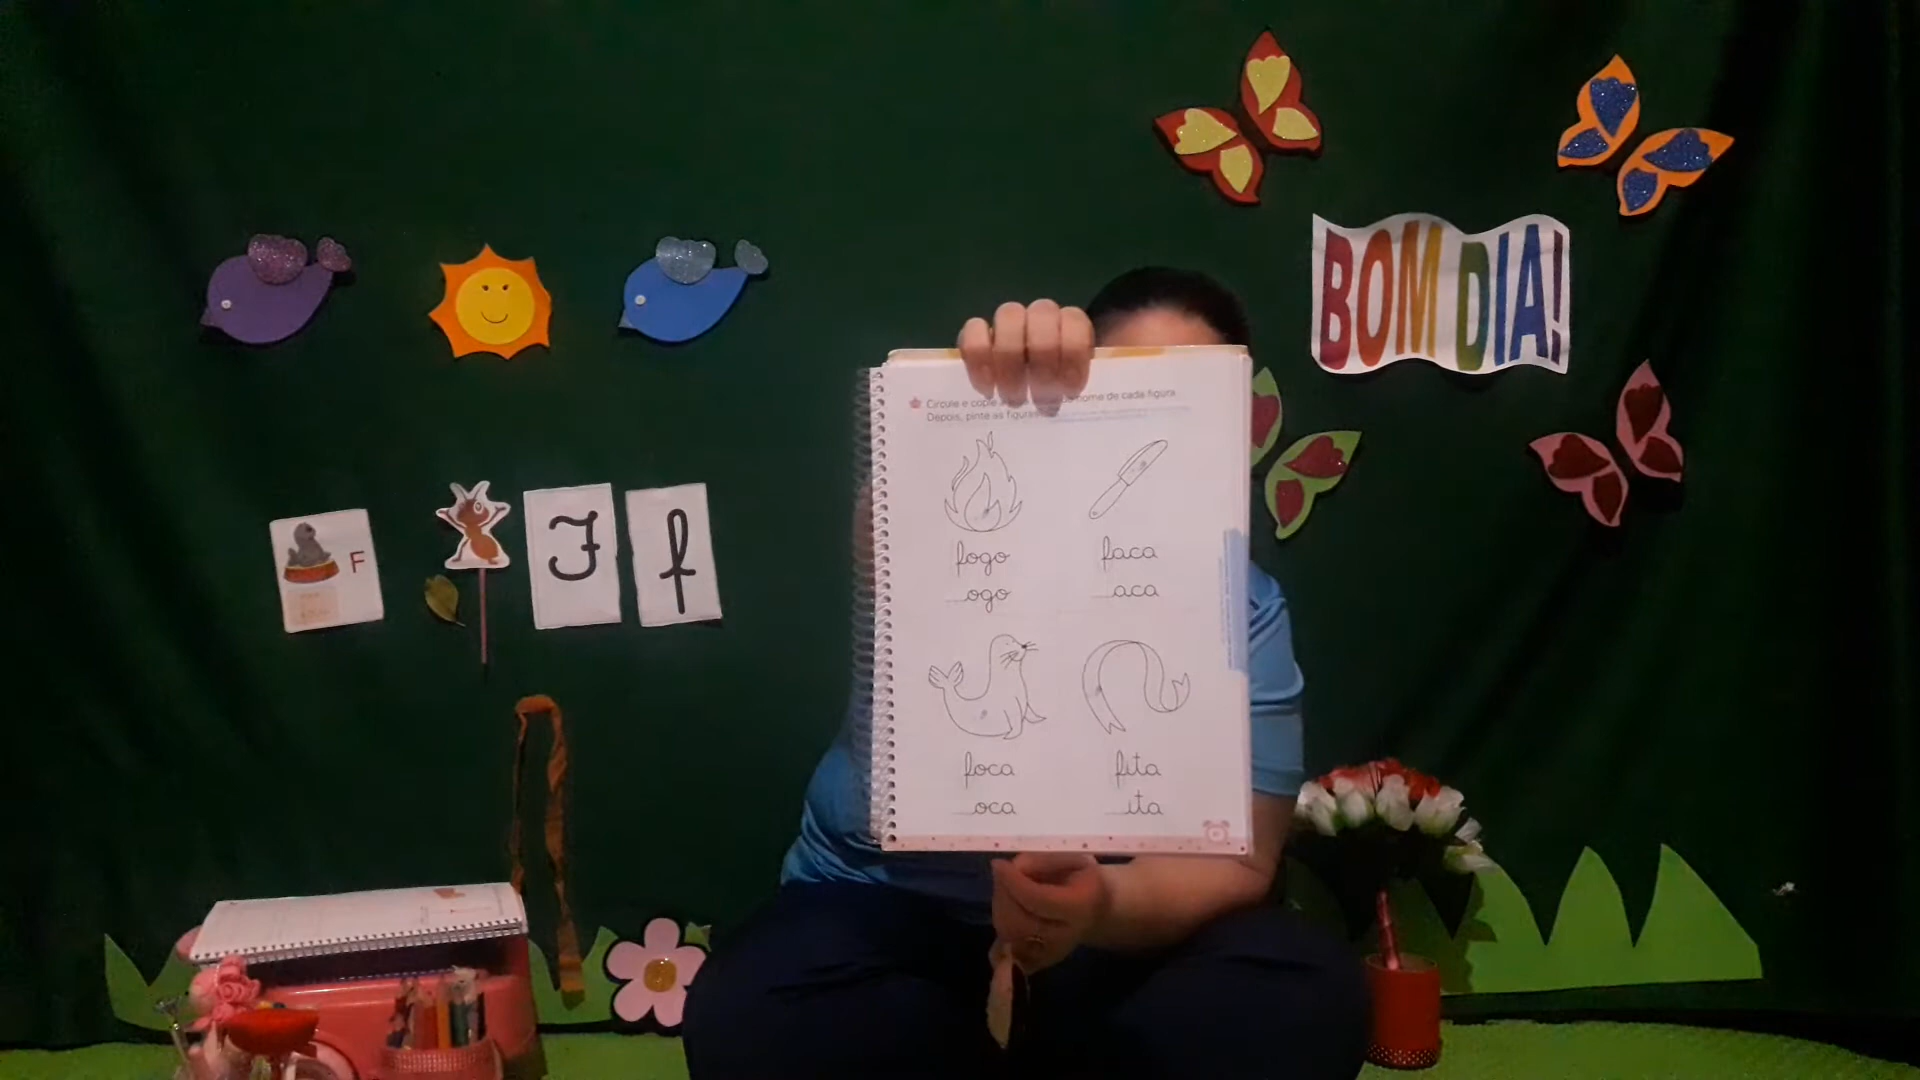 BOM DIA!
F
F f
Circule e copie nome de cada figura.
Depois, pinte as figuras
fogo
ogo
faca
aca
foca
oca
fita
ita